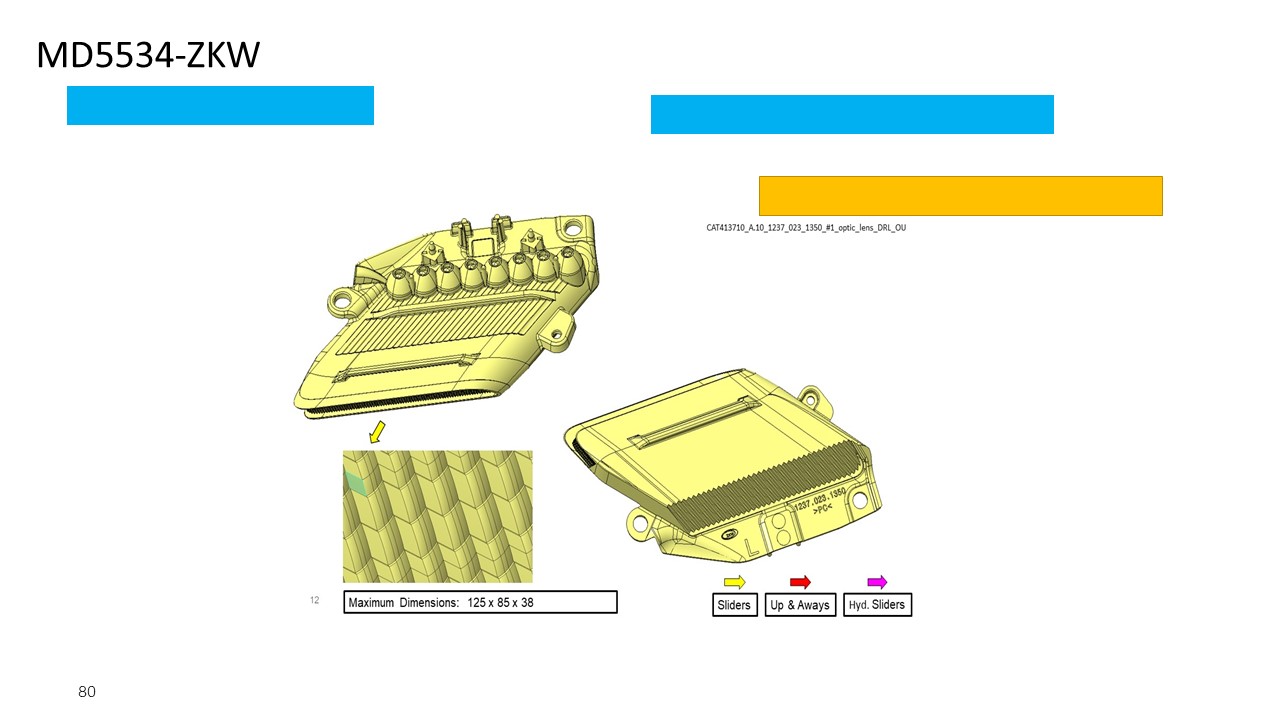 MD5534-ZKW
CAT413710_A.10_1237_023_1350_#1_optic_lens_DRL_OU
1237.023.1350
>PC<
L
12
Maximum Dimensions: 125 x 85 x 38
Sliders
Up & Aways
Hyd. Sliders
80